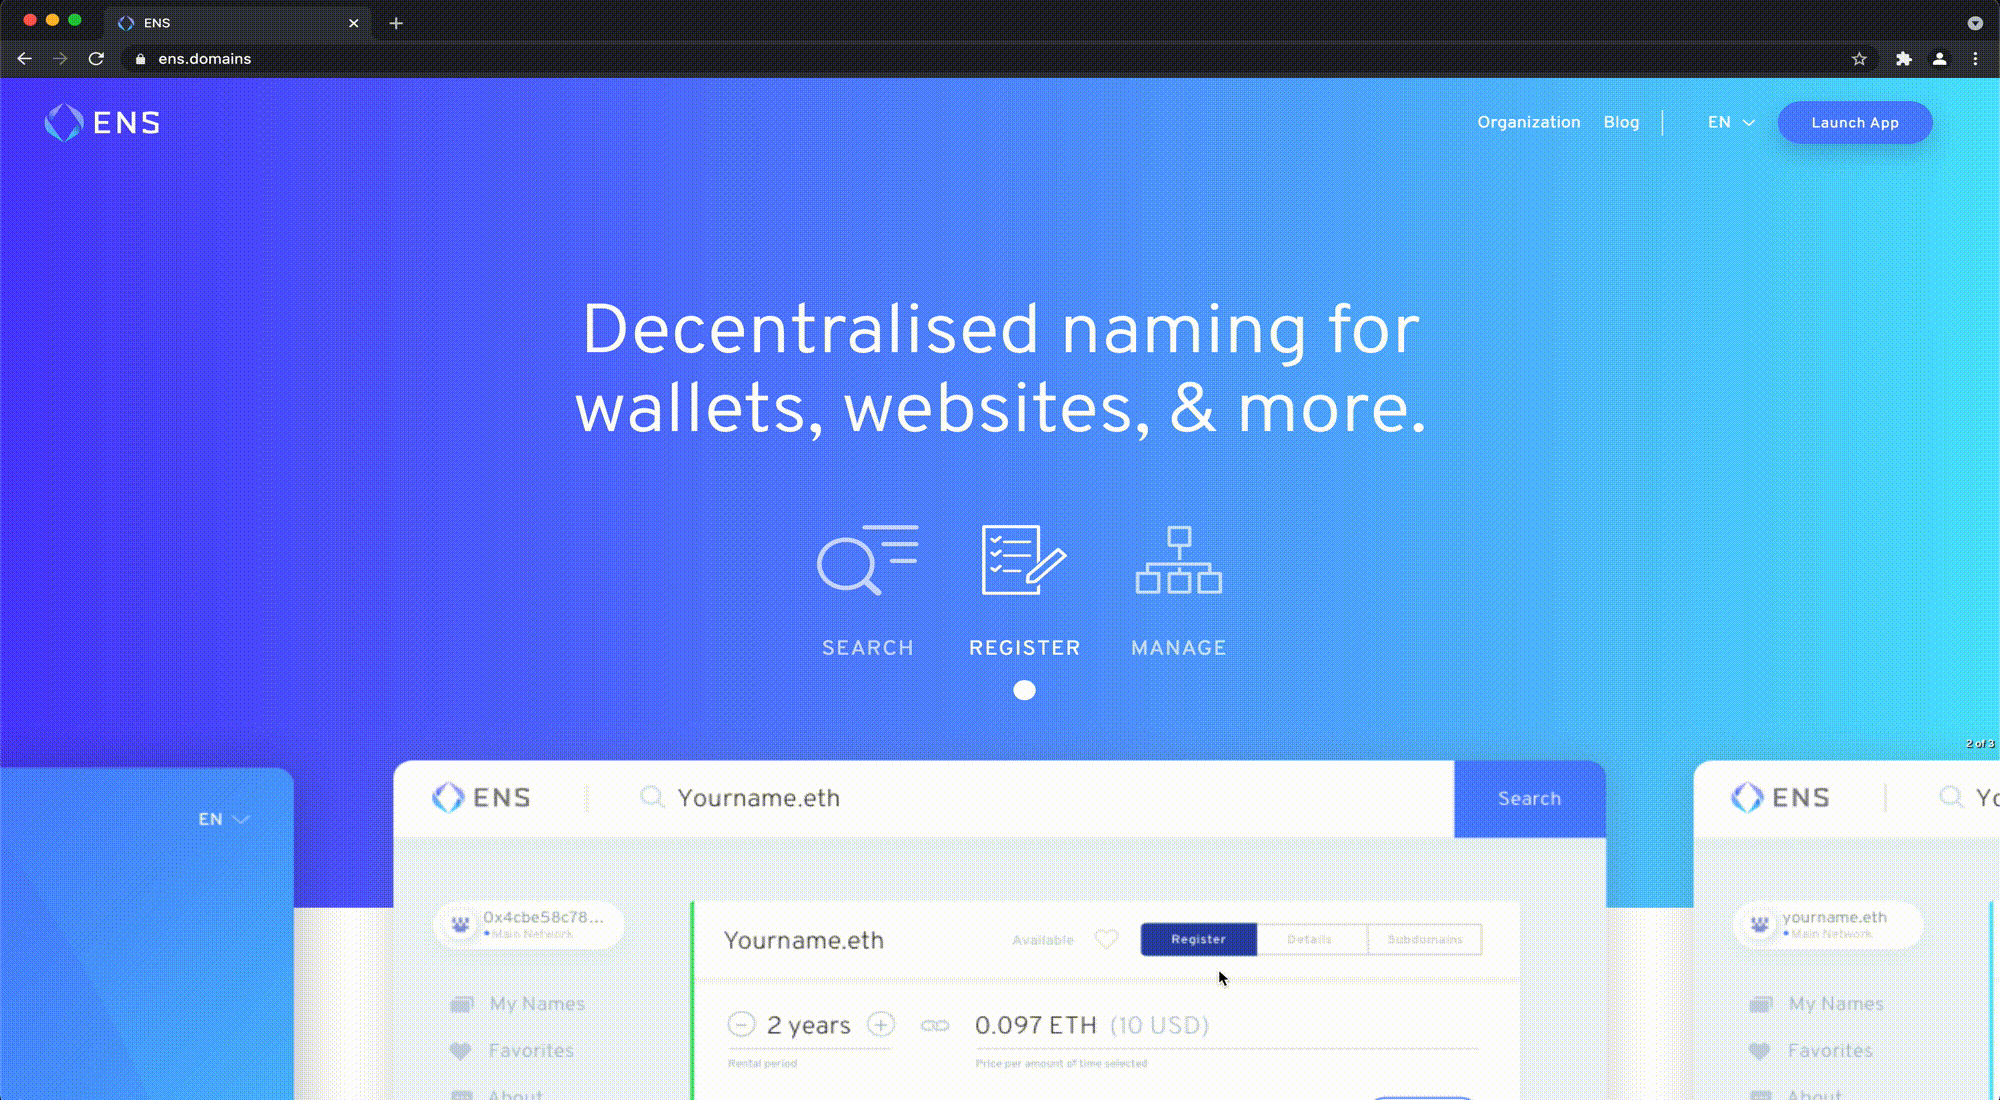 ENS
ens.domains
ENS
Organization
Blog
EN
Launch App
Decentralised naming for
wallets, websites, & more.
SEARCH
REGISTER
MANAGE
2 of 3
EN
ENS
Yourname.eth
Search
0x4cbe58c78...
Main Network
Yourname.eth
Available
Register
Details
Subdomains
My Names
2 years
0.097 ETH (10 USD)
Favorites
Rental period
Price per amount of time selected
About
ENS
Yo
yourname.eth
Main Network
My Names
Favorites
About